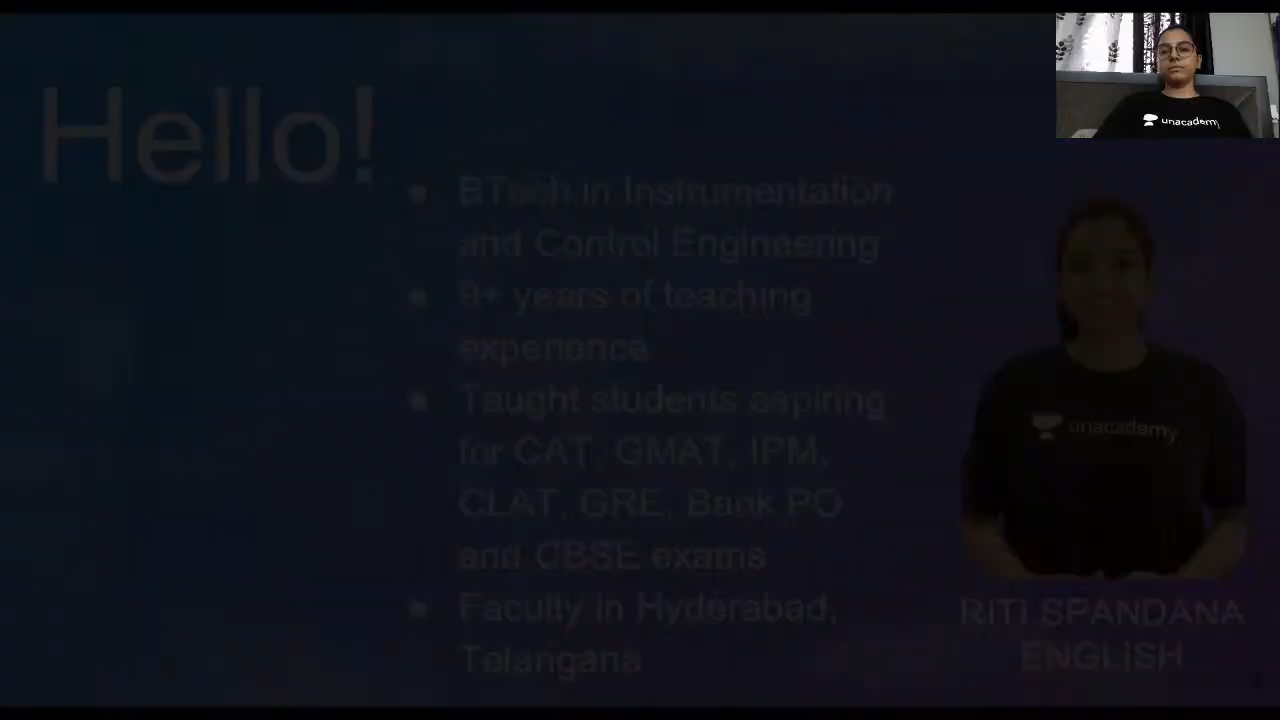 unacademy
Hello!
• BTech in Instrumentation
and Control Engineering
• 9+ years of teaching
experience
• Taught students aspiring
for CAT, GMAT, IPM,
CLAT, GRE, Bank PO
and CBSE exams
• Faculty in Hyderabad,
Telangana
unacademy
RITI SPANDANA
ENGLISH